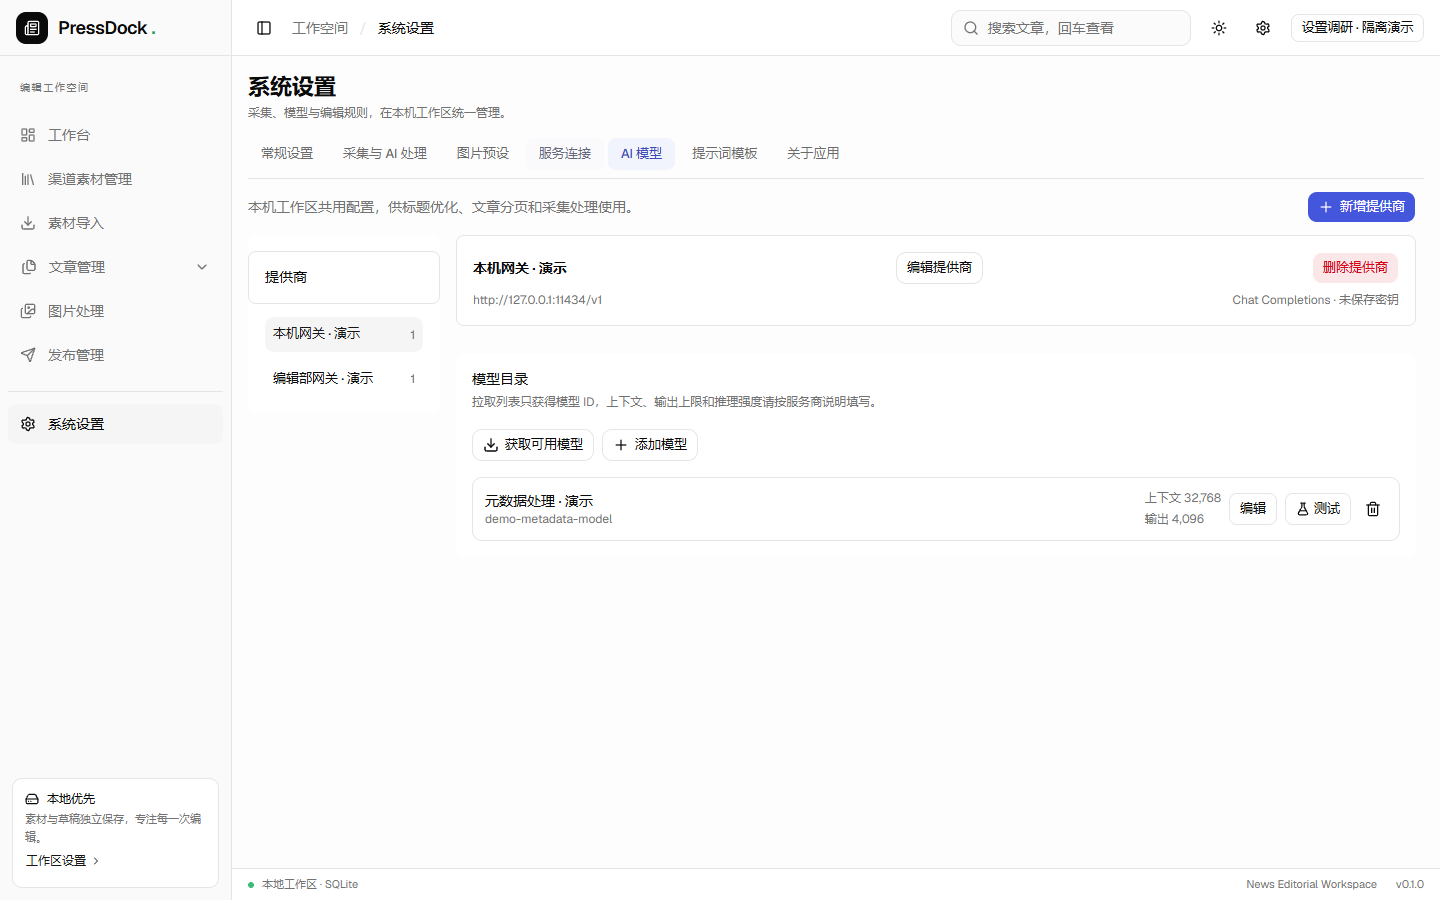 PressDock.
工作空间 / 系统设置
搜索文章，回车查看
设置调研 · 隔离演示
编辑工作空间
工作台
渠道素材管理
素材导入
文章管理
图片处理
发布管理
系统设置
本地优先
素材与草稿独立保存，专注每一次编
辑。
工作区设置
系统设置
采集、模型与编辑规则，在本机工作区统一管理。
常规设置 采集与 AI 处理 图片预设 服务连接 AI 模型 提示词模板 关于应用
本机工作区共用配置，供标题优化、文章分页和采集处理使用。
新增提供商
提供商
本机网关 · 演示 1
编辑部网关 · 演示 1
本机网关 · 演示
编辑提供商
删除提供商
http://127.0.0.1:11434/v1
Chat Completions · 未保存密钥
模型目录
拉取列表只获得模型 ID，上下文、输出上限和推理强度请按服务商说明填写。
获取可用模型
添加模型
元数据处理 · 演示
demo-metadata-model
上下文 32,768
输出 4,096
编辑
测试
本地工作区 · SQLite
News Editorial Workspace v0.1.0